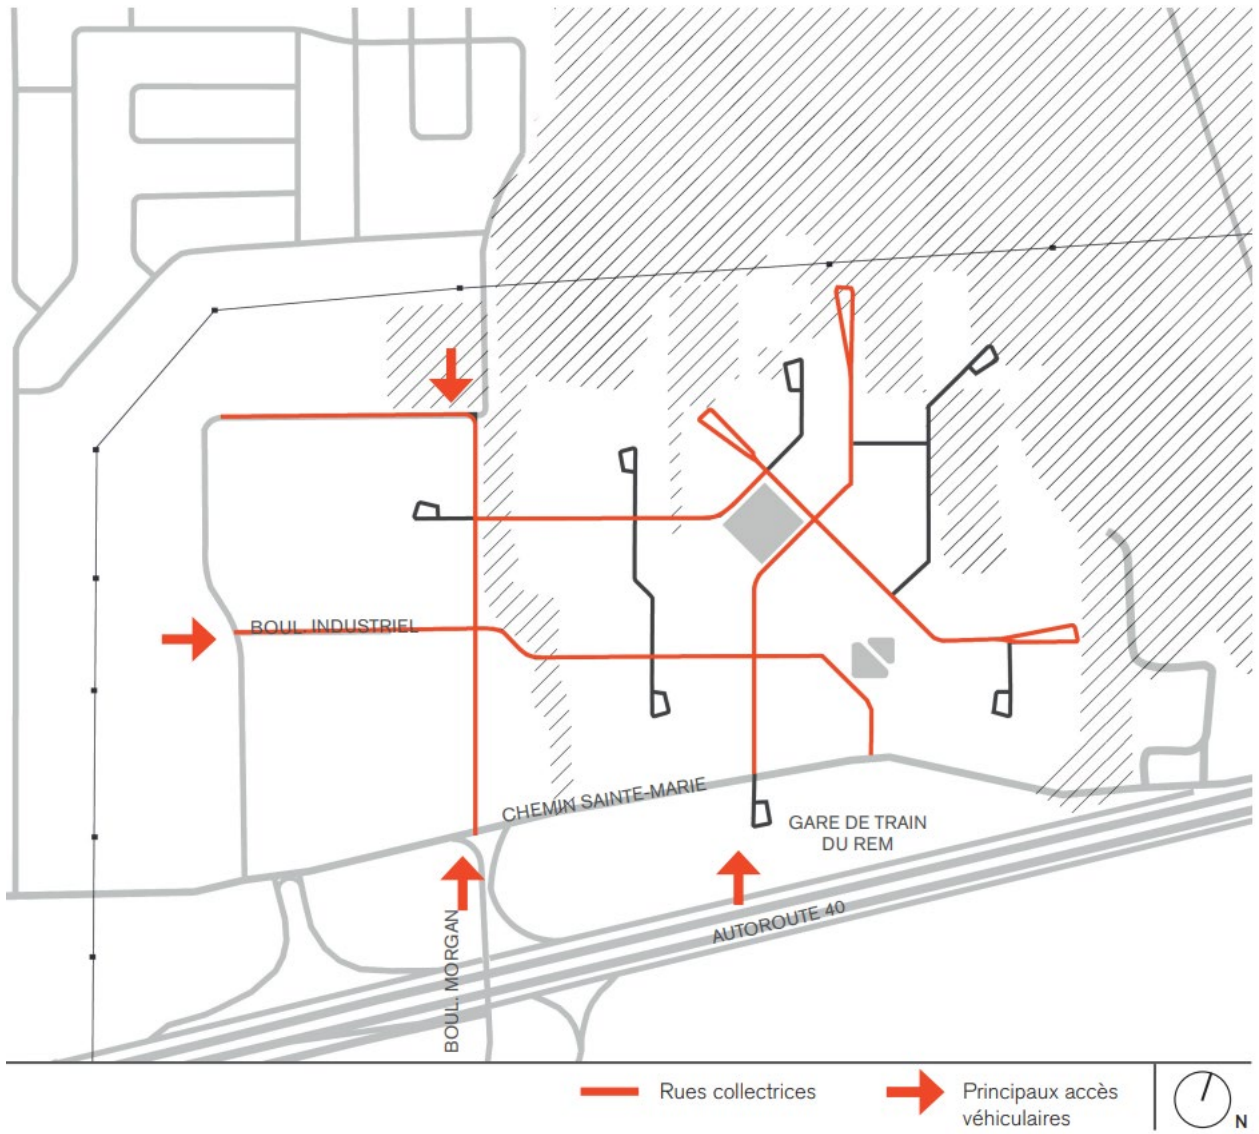 BOUL. INDUSTRIEL
CHEMIN SAINTE-MARIE
GARE DE TRAIN
DU REM
AUTOROUTE 40
BOUL. MORGAN
Rues collectrices
Principaux accès
véhiculaires
N